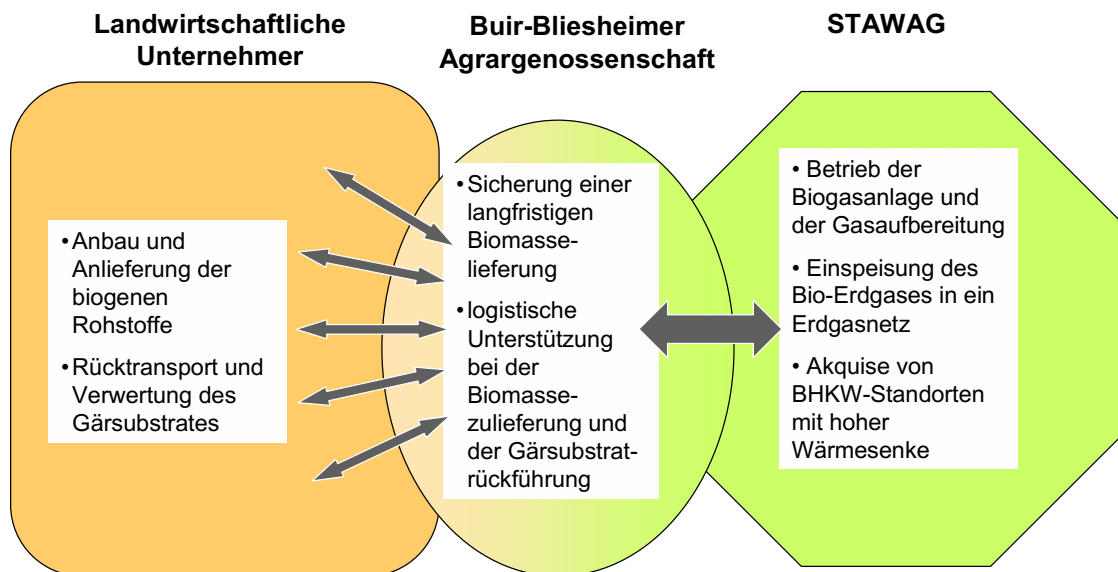 Landwirtschaftliche
Unternehmer
Buir-Bliesheimer
Agrargenossenschaft
STAWAG
•Anbau und
Anlieferung der
biogenen
Rohstoffe
•Rücktransport und
Verwertung des
Gärsubstrates
•Sicherung einer
langfristigen
Biomasse-
lieferung
•logistische
Unterstützung
bei der
Biomasse-
zulieferung und
der Gärsubstrat-
rückführung
• Betrieb der
Biogasanlage und
der Gasaufbereitung
• Einspeisung des
Bio-Erdgases in ein
Erdgasnetz
• Akquise von
BHKW-Standorten
mit hoher
Wärmesenke